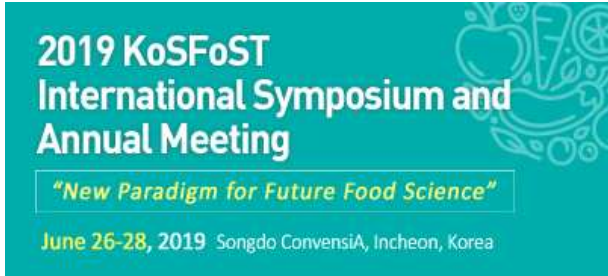 2019 KoSFoST
International Symposium and
Annual Meeting
"New Paradigm for Future Food Science"
June 26-28, 2019 Songdo ConvensiA, Incheon, Korea